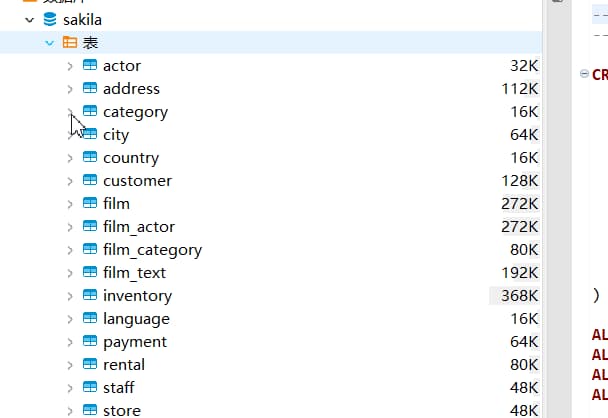 数据库
sakila
表
actor 32K
address 112K
category 16K
city 64K
country 16K
customer 128K
film 272K
film_actor 272K
film_category 80K
film_text 192K
inventory 368K
language 16K
payment 64K
rental 80K
staff 48K
store 48K
--
--
CR
)
AL
AL
AL
AL